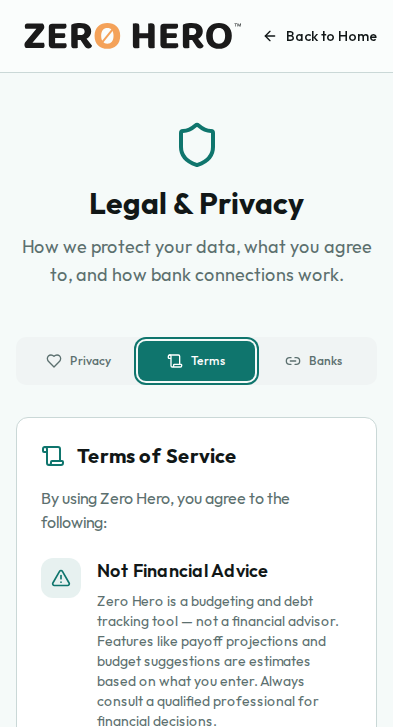 ZERO HERO™
Back to Home
Legal & Privacy
How we protect your data, what you agree
to, and how bank connections work.
Privacy
Terms
Banks
Terms of Service
By using Zero Hero, you agree to the
following:
Not Financial Advice
Zero Hero is a budgeting and debt
tracking tool — not a financial advisor.
Features like payoff projections and
budget suggestions are estimates
based on what you enter. Always
consult a qualified professional for
financial decisions.